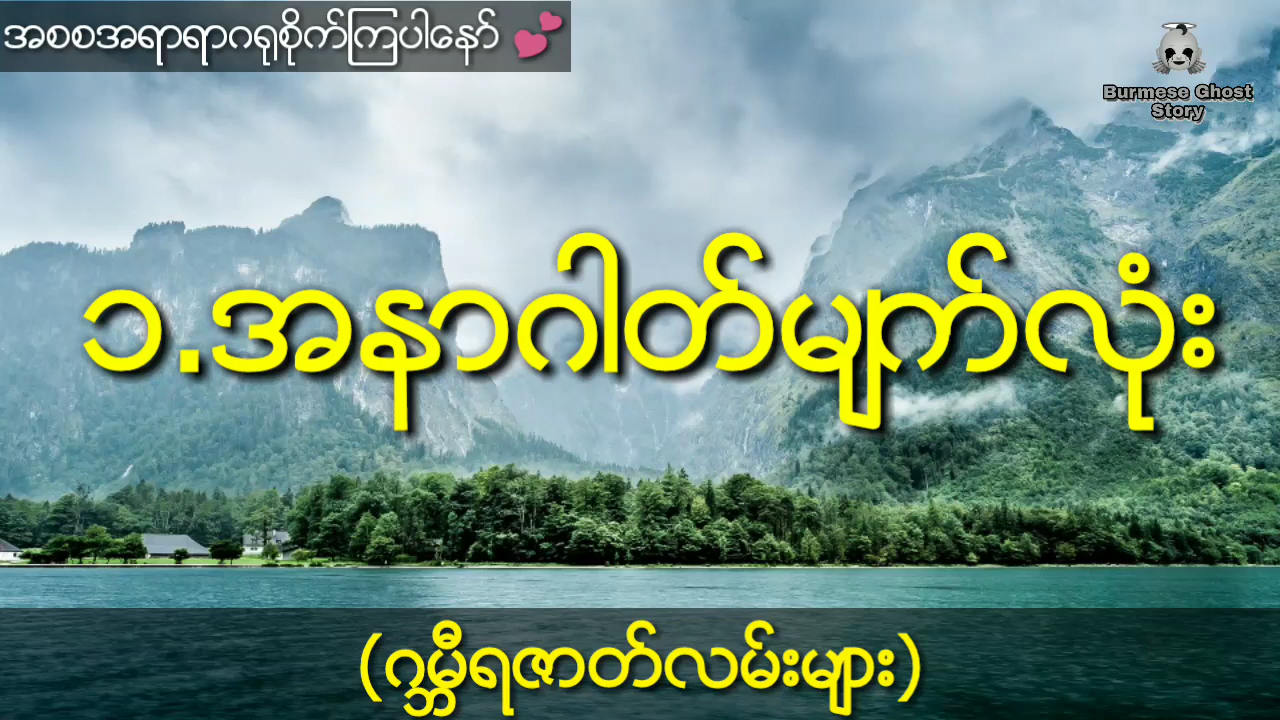 အစစအရာရာဂရုစိုက်ကြပါနော် 💕
Burmese Ghost
Story
၁.အနာဂါတ်မျက်လုံး
(ဂမ္ဘီရဇာတ်လမ်းများ)